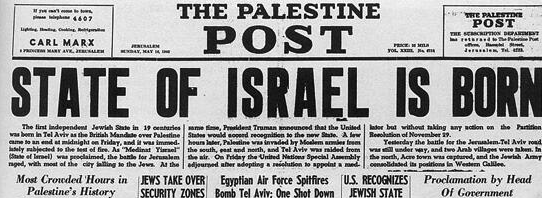 If you can't come to town,
please telephone 4607
Lighting, Heating, Cooking, Refrigeration
CARL MARX
2 PRINCESS MARY AVE, JERUSALEM
THE PALESTINE
POST
JERUSALEM
SUNDAY, MAY 16, 1948
PRICE: 25 MILS
VOL. XXIII. No.
THE PALESTINE
POST
THE SUBSCRIPTION DEPARTMENT
has returned to The Palestine Post
offices, Hassolel Street,
Jerusalem, Tel.
STATE OF ISRAEL IS BORN
The first independent Jewish State in 19 centuries
was born in Tel Aviv as the British Mandate over Palestine
came to an end at midnight on Friday, and it was immediately
subjected to the test of fire. As "Medinat Yisrael"
(State of Israel) was proclaimed, the battle for Jerusalem
raged, with most of the city falling to the Jews. At the
same time, President Truman announced that the United
States would accord recognition to the new State. A few
hours later, Palestine was invaded by Moslem armies from
the south, east and north, and Tel Aviv was raided from
the air. On Friday the United Nations Special Assembly
adjourned after adopting a resolution to appoint a med-
iator but without taking any action on the Partition
Resolution of November 29.
Yesterday the battle for the Jerusalem-Tel Aviv road
was still under way, and two Arab villages were taken. In
the north, Acre town was captured, and the Jewish Army
consolidated its positions in Western Galilee.
Most Crowded Hours in
Palestine's History
JEWS TAKE OVER
SECURITY ZONES
Egyptian Air Force Spitfires
Bomb Tel Aviv; One Shot Down
U.S. RECOGNIZES
JEWISH STATE
Proclamation by Head
Of Government